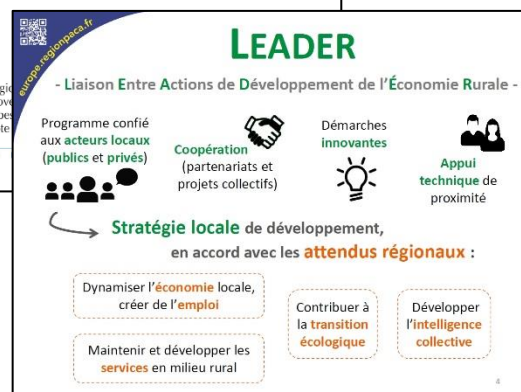 europe.regionpaca.fr
LEADER
- Liaison Entre Actions de Développement de l'Économie Rurale -
Programme confié
aux acteurs locaux
(publics et privés)
Coopération
(partenariats et
projets collectifs)
Démarches
innovantes
Appui
technique de
proximité
Stratégie locale de développement,
en accord avec les attendus régionaux :
Dynamiser l'économie locale,
créer de l'emploi
Maintenir et développer les
services en milieu rural
Contribuer à
la transition
écologique
Développer
l'intelligence
collective
4